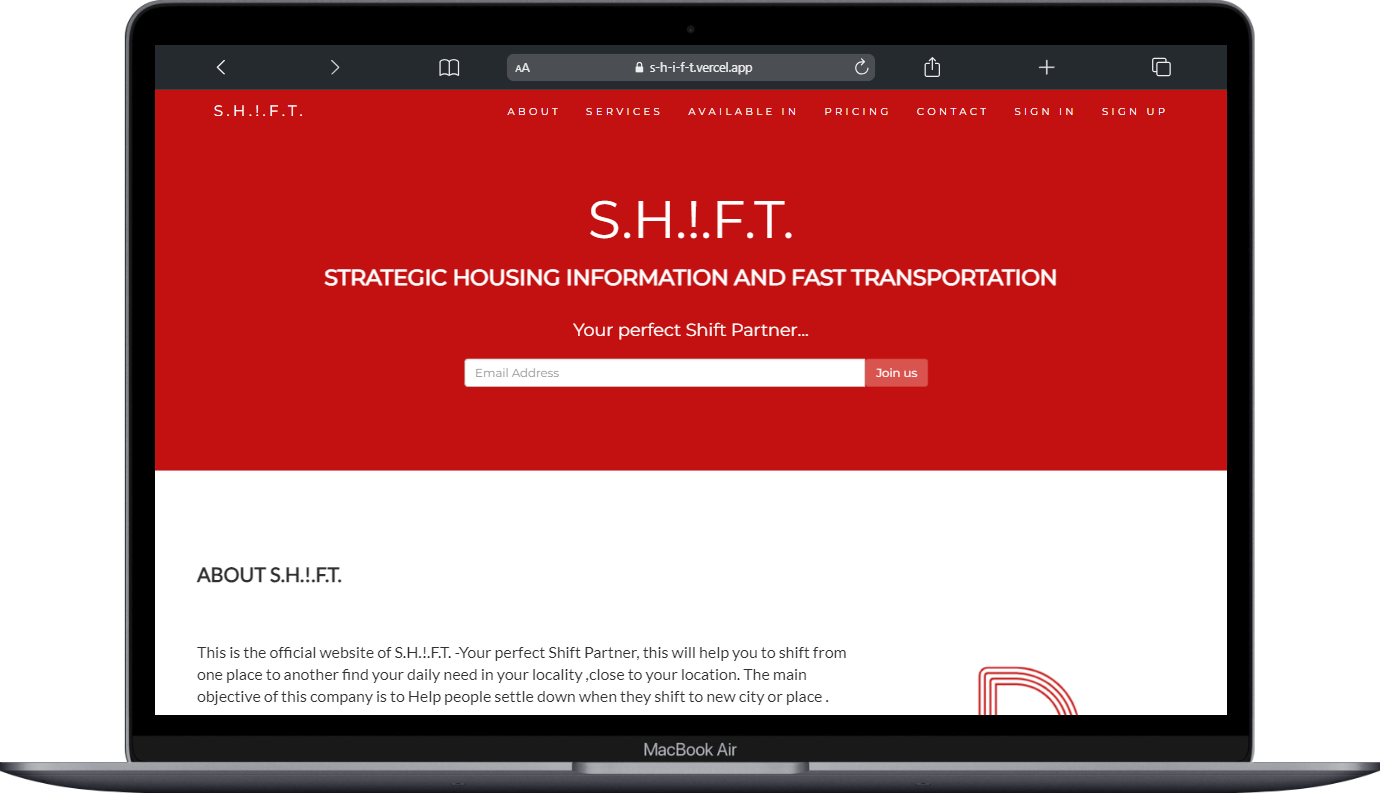 AA s-h-i-f-t.vercel.app
S.H.!.F.T. ABOUT SERVICES AVAILABLE IN PRICING CONTACT SIGN IN SIGN UP
S.H.!.F.T.
STRATEGIC HOUSING INFORMATION AND FAST TRANSPORTATION
Your perfect Shift Partner...
Email Address Join us
ABOUT S.H.!.F.T.
This is the official website of S.H.!.F.T. -Your perfect Shift Partner, this will help you to shift from
one place to another find your daily need in your locality ,close to your location. The main
objective of this company is to Help people settle down when they shift to new city or place .
MacBook Air